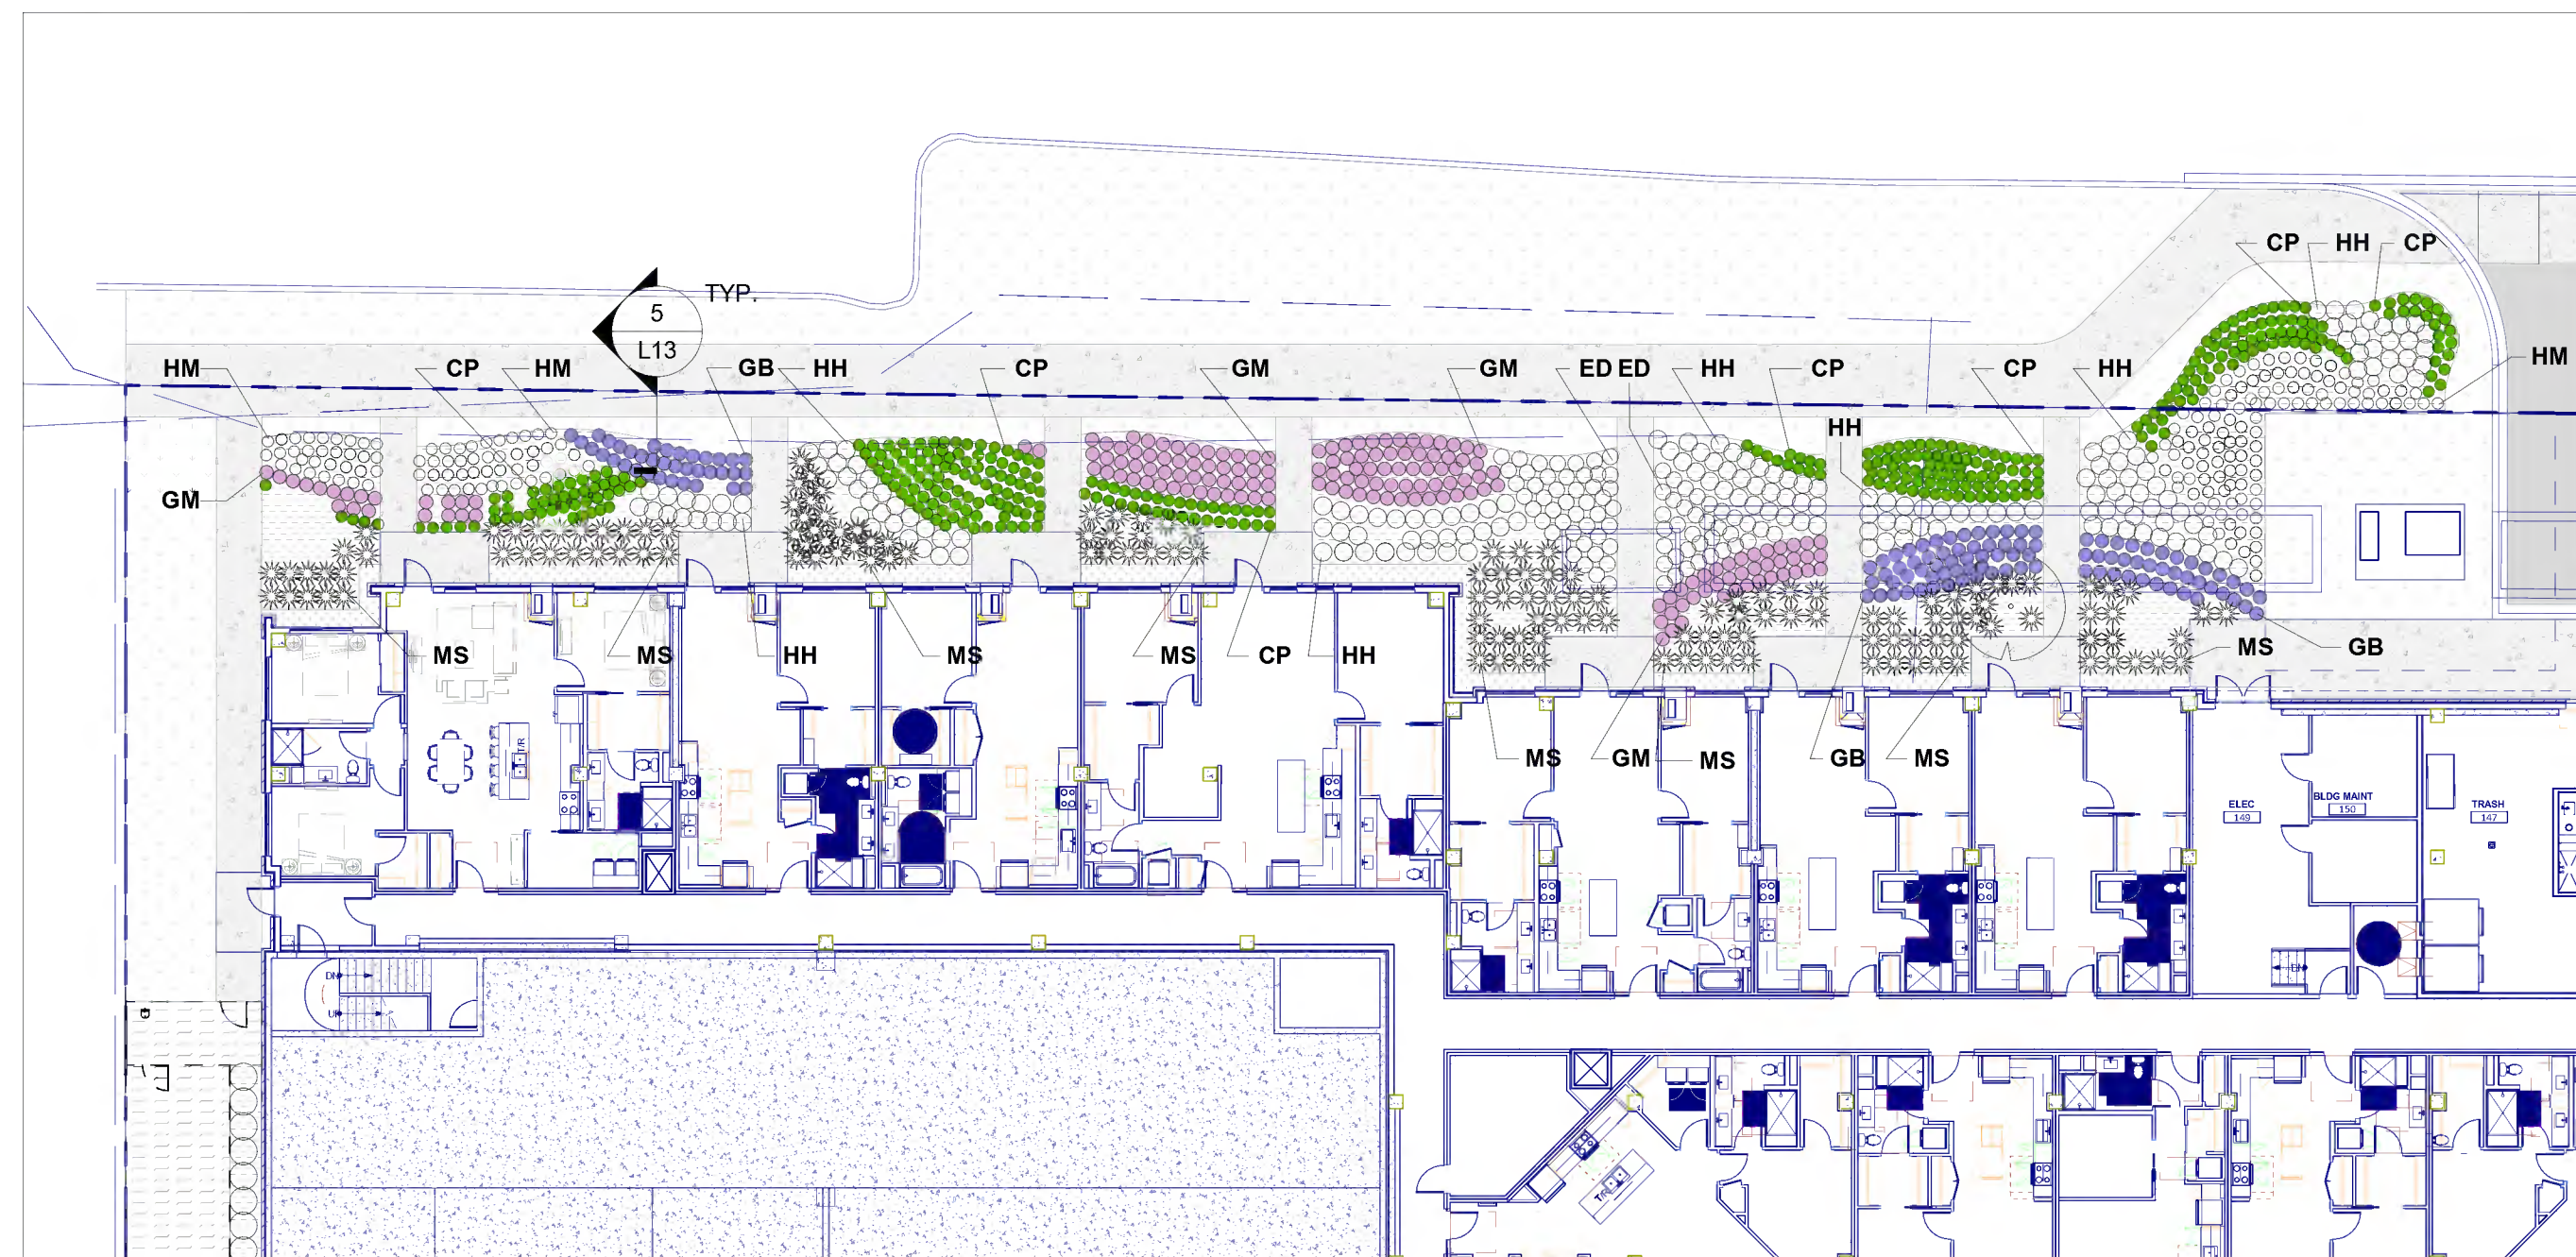 CP HH CP
TYP.
5
L13
HM CP HM GB HH CP GM GM ED ED HH CP CP HH HM
HH
GM
MS MS HH MS MS CP HH MS GB
MS GM MS GB MS
T/R
ELEC
149
BLDG MAINT
150
TRASH
147
DN
UP
DN
T/R